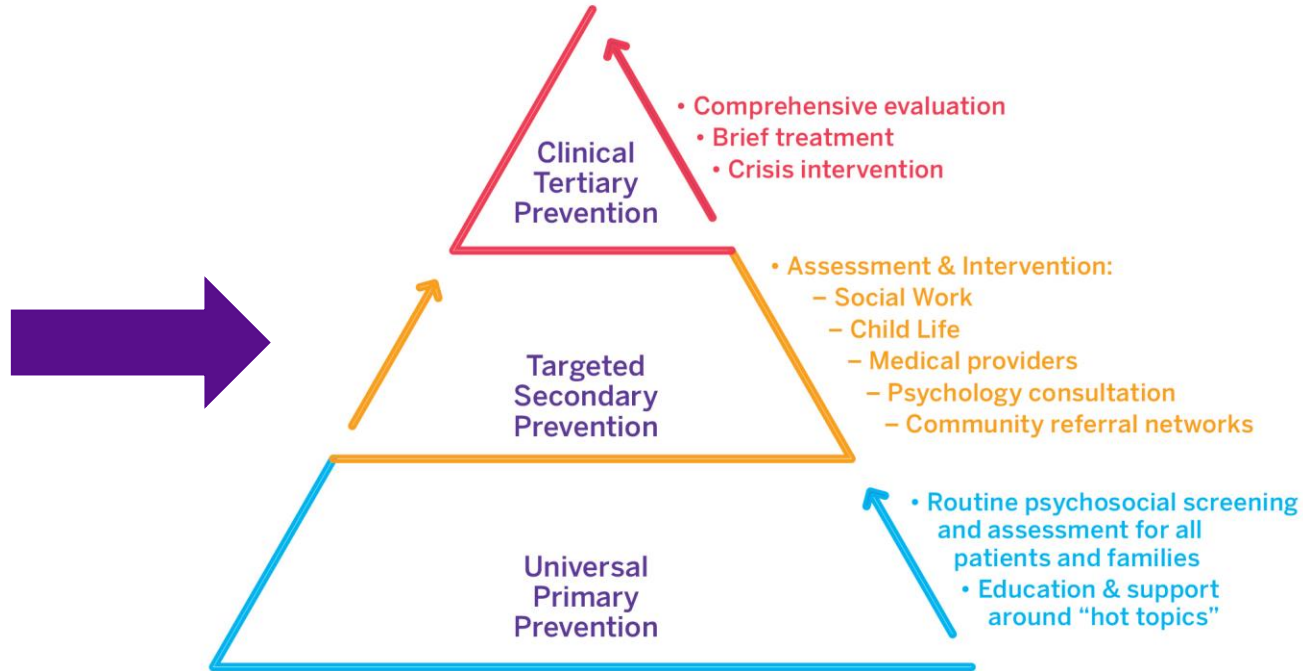 • Comprehensive evaluation
• Brief treatment
• Crisis intervention
Clinical
Tertiary
Prevention
• Assessment & Intervention:
– Social Work
– Child Life
– Medical providers
– Psychology consultation
– Community referral networks
Targeted
Secondary
Prevention
• Routine psychosocial screening
and assessment for all
patients and families
• Education & support
around “hot topics”
Universal
Primary
Prevention